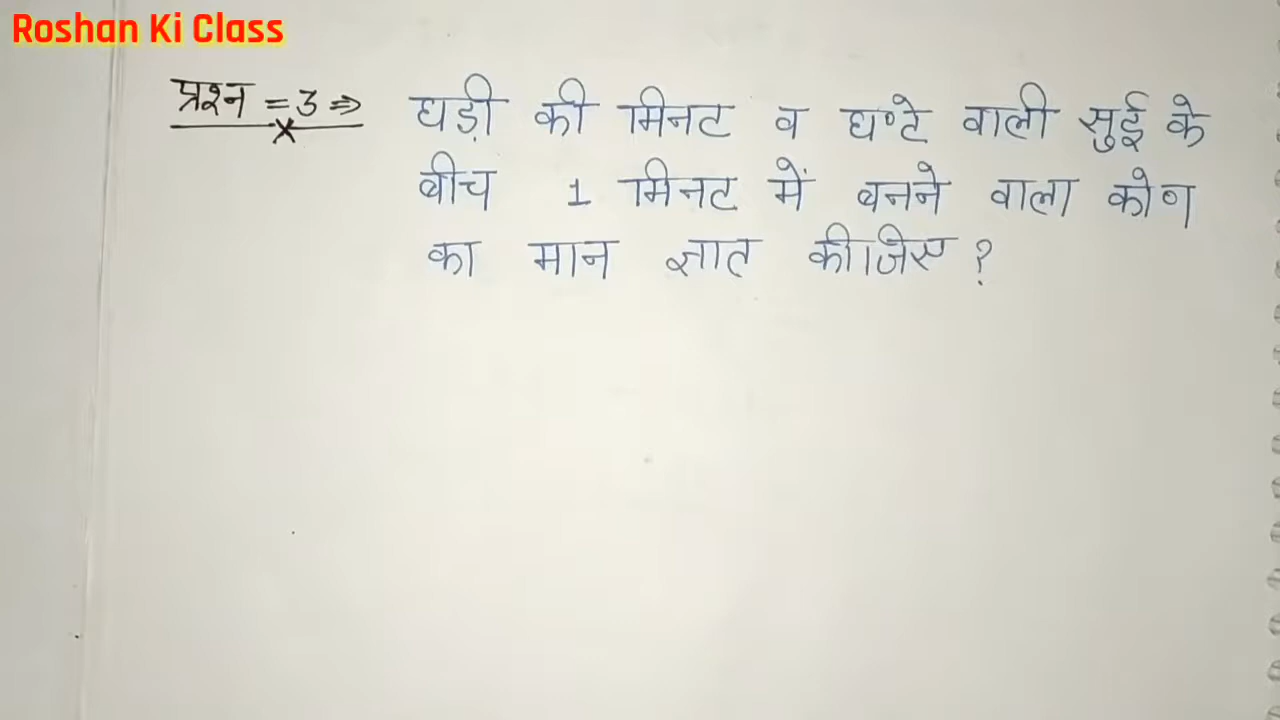 Roshan Ki Class
प्रश्न = 3 ⇒ घड़ी की मिनट व घण्टे वाली सुई के
बीच 1 मिनट में बनने वाला कोण
का मान ज्ञात कीजिए ?